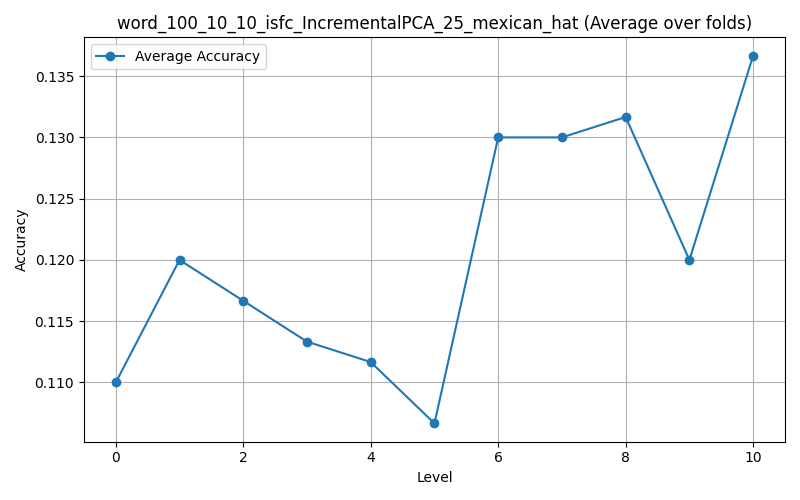 word_100_10_10_isfc_IncrementalPCA_25_mexican_hat (Average over folds)
Average Accuracy
0.135
0.130
0.125
0.120
0.115
0.110
Accuracy
0 2 4 6 8 10
Level